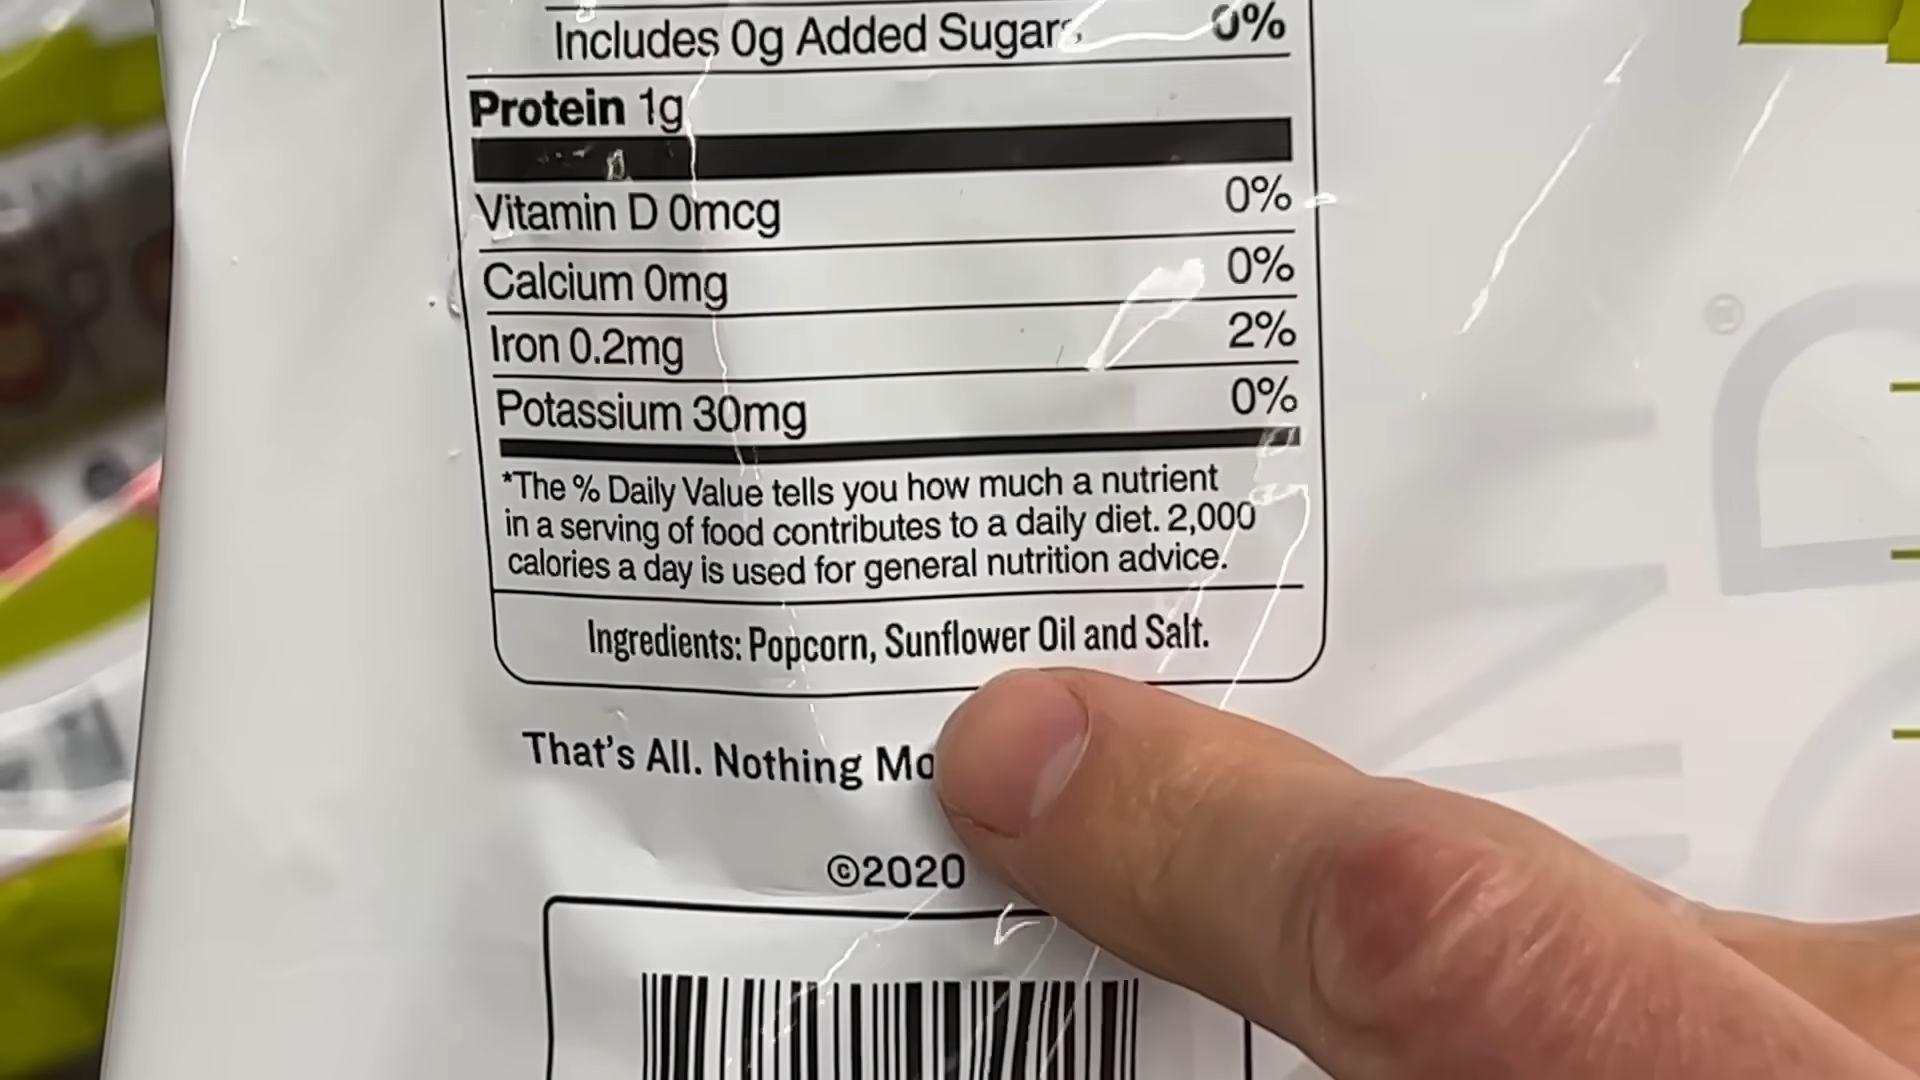 Includes 0g Added Sugars 0%
Protein 1g
Vitamin D 0mcg 0%
Calcium 0mg 0%
Iron 0.2mg 2%
Potassium 30mg 0%
*The % Daily Value tells you how much a nutrient
in a serving of food contributes to a daily diet. 2,000
calories a day is used for general nutrition advice.
Ingredients: Popcorn, Sunflower Oil and Salt.
That's All. Nothing
©2020